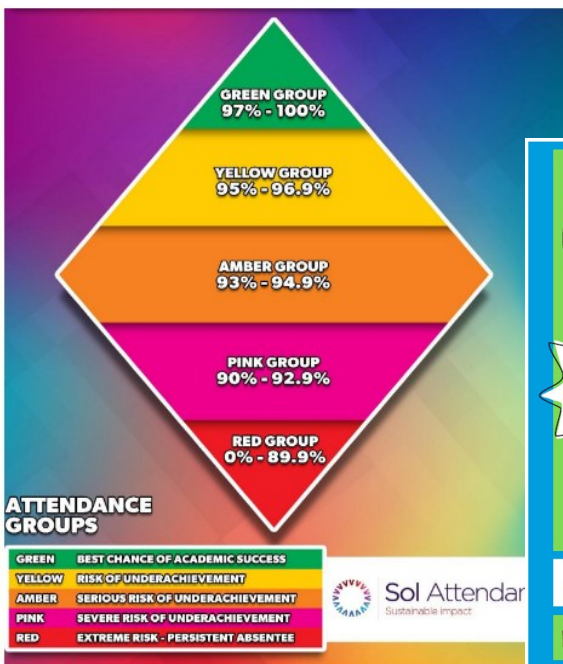 GREEN GROUP
97% - 100%
YELLOW GROUP
95% - 96.9%
AMBER GROUP
93% - 94.9%
PINK GROUP
90% - 92.9%
RED GROUP
0% - 89.9%
ATTENDANCE
GROUPS
GREEN BEST CHANCE OF ACADEMIC SUCCESS
YELLOW RISK OF UNDERACHIEVEMENT
AMBER SERIOUS RISK OF UNDERACHIEVEMENT
PINK SEVERE RISK OF UNDERACHIEVEMENT
RED EXTREME RISK - PERSISTENT ABSENTEE
Sol Attendar
Sustainable impact